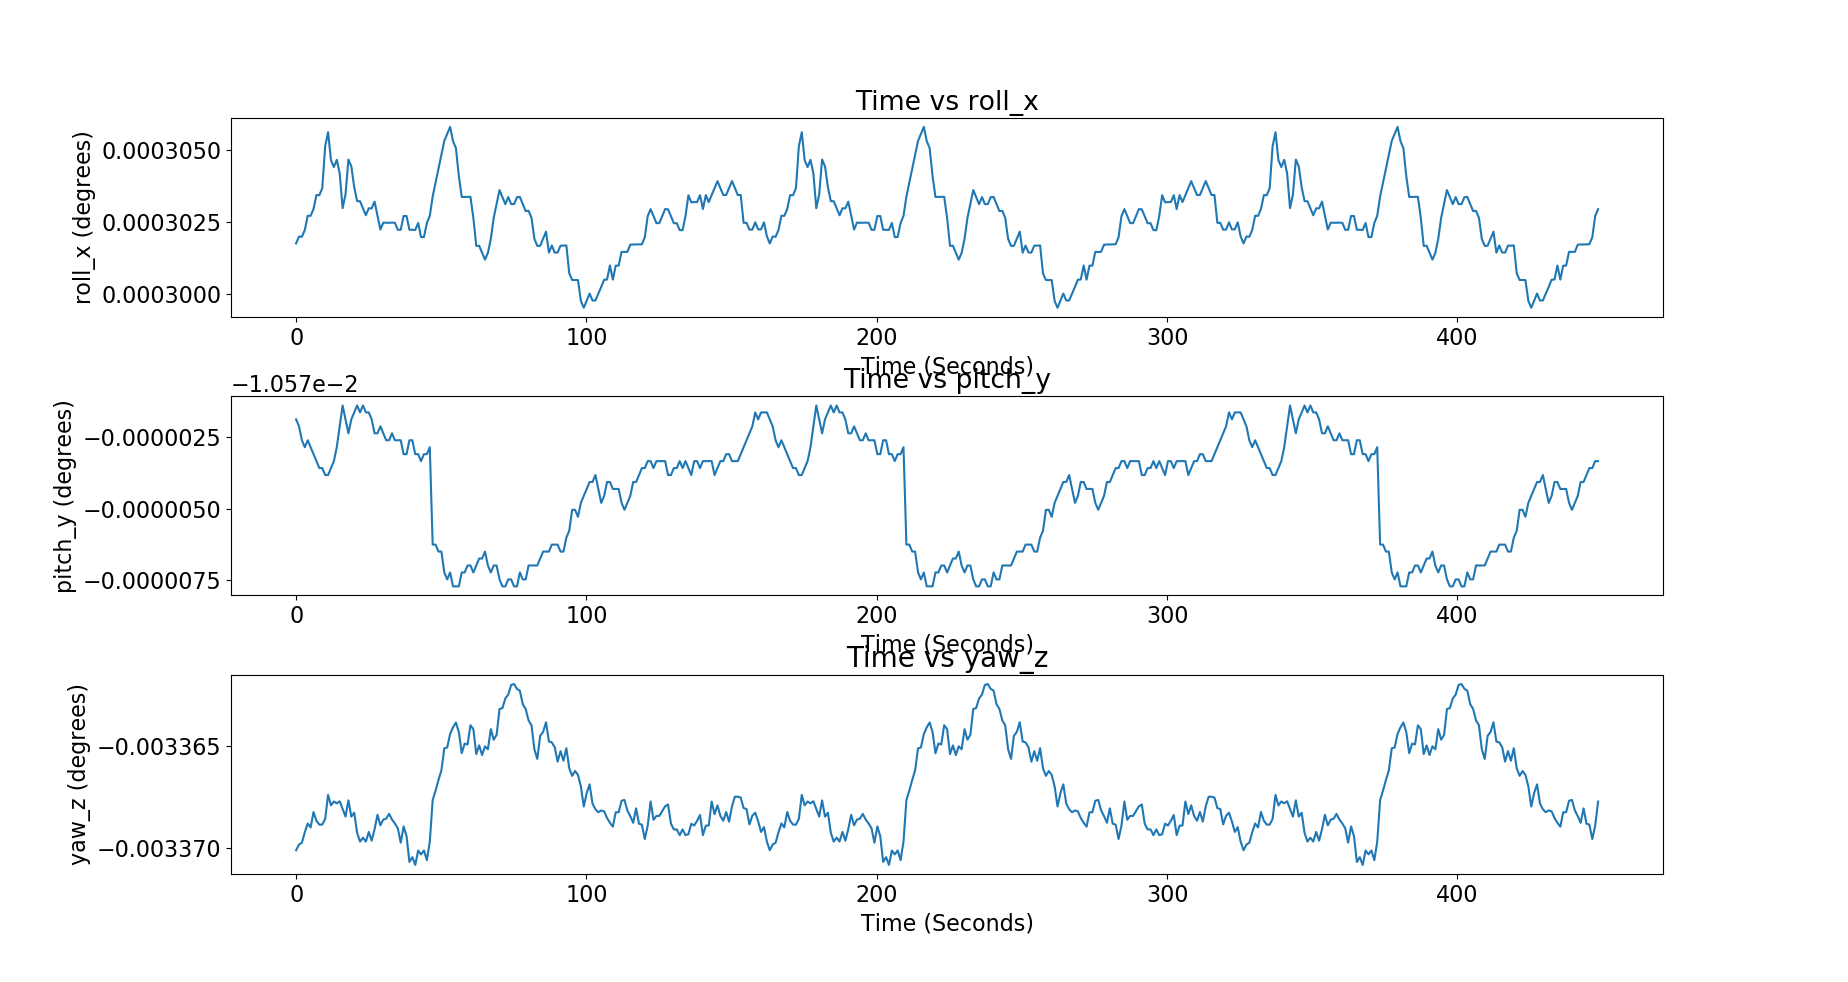 Time vs roll_x
roll_x (degrees)
0.0003050
0.0003025
0.0003000
0 100 200 300 400
Time (Seconds)
Time vs pitch_y
−1.057e−2
pitch_y (degrees)
−0.0000025
−0.0000050
−0.0000075
0 100 200 300 400
Time (Seconds)
Time vs yaw_z
yaw_z (degrees)
−0.003365
−0.003370
0 100 200 300 400
Time (Seconds)